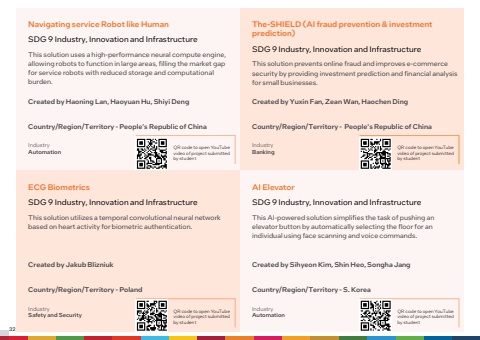 Navigating service Robot like Human
SDG 9 Industry, Innovation and Infrastructure
This solution uses a high-performance neural compute engine,
allowing robots to function in large areas, filling the market gap
for service robots with reduced storage and computational
burden.
Created by Haoning Lan, Haoyuan Hu, Shiyi Deng
Country/Region/Territory - People's Republic of China
Industry
Automation
QR code to open YouTube
video of project submitted
by student
The-SHIELD (AI fraud prevention & investment
prediction)
SDG 9 Industry, Innovation and Infrastructure
This solution prevents online fraud and improves e-commerce
security by providing investment prediction and financial analysis
for small businesses.
Created by Yuxin Fan, Zean Wan, Haochen Ding
Country/Region/Territory - People's Republic of China
Industry
Banking
QR code to open YouTube
video of project submitted
by student
ECG Biometrics
SDG 9 Industry, Innovation and Infrastructure
This solution utilizes a temporal convolutional neural network
based on heart activity for biometric authentication.
Created by Jakub Blizniuk
Country/Region/Territory - Poland
Industry
Safety and Security
QR code to open YouTube
video of project submitted
by student
AI Elevator
SDG 9 Industry, Innovation and Infrastructure
This AI-powered solution simplifies the task of pushing an
elevator button by automatically selecting the floor for an
individual using face scanning and voice commands.
Created by Sihyeon Kim, Shin Heo, Songha Jang
Country/Region/Territory - S. Korea
Industry
Automation
QR code to open YouTube
video of project submitted
by student
32